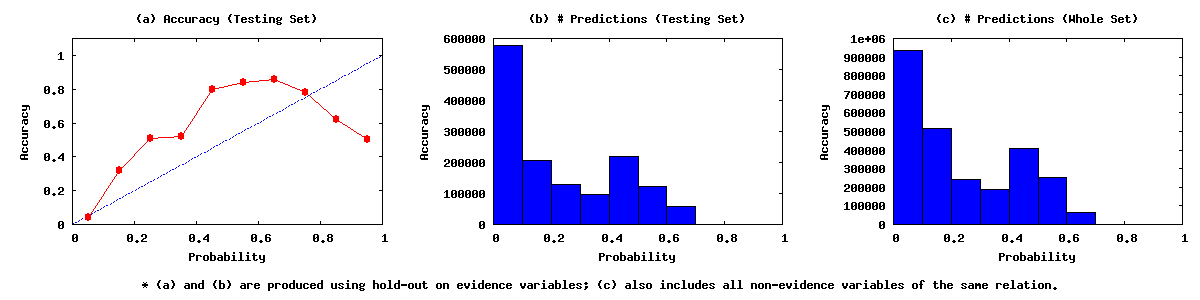 (a) Accuracy (Testing Set)
1
0.8
0.6
0.4
0.2
0
0 0.2 0.4 0.6 0.8 1
Accuracy
Probability
(b) # Predictions (Testing Set)
600000
500000
400000
300000
200000
100000
0
0 0.2 0.4 0.6 0.8 1
Accuracy
Probability
(c) # Predictions (Whole Set)
1e+06
900000
800000
700000
600000
500000
400000
300000
200000
100000
0
0 0.2 0.4 0.6 0.8 1
Accuracy
Probability
* (a) and (b) are produced using hold-out on evidence variables; (c) also includes all non-evidence variables of the same relation.